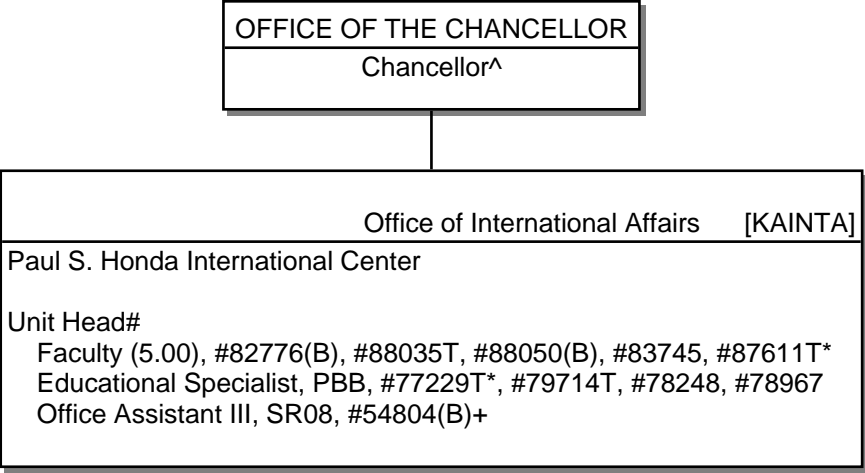 OFFICE OF THE CHANCELLOR
Chancellor^
Office of International Affairs [KAINTA]
Paul S. Honda International Center
Unit Head#
Faculty (5.00), #82776(B), #88035T, #88050(B), #83745, #87611T*
Educational Specialist, PBB, #77229T*, #79714T, #78248, #78967
Office Assistant III, SR08, #54804(B)+